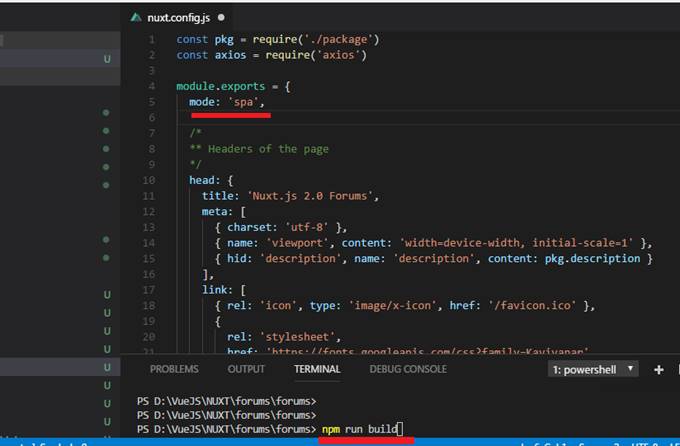 nuxt.config.js
1 const pkg = require('./package')
2 const axios = require('axios')
3
4 module.exports = {
5 mode: 'spa',
6
7 /*
8 ** Headers of the page
9 */
10 head: {
11 title: 'Nuxt.js 2.0 Forums',
12 meta: [
13 { charset: 'utf-8' },
14 { name: 'viewport', content: 'width=device-width, initial-scale=1' },
15 { hid: 'description', name: 'description', content: pkg.description }
16 ],
17 link: [
18 { rel: 'icon', type: 'image/x-icon', href: '/favicon.ico' },
19 {
20 rel: 'stylesheet',
21 href: 'https://fonts.googleapis.com/css?family=Kavivanar'
U
U
U
U
U
U
U
U
U
PROBLEMS OUTPUT TERMINAL DEBUG CONSOLE 1: powershell
PS D:\VueJS\NUXT\forums\forums>
PS D:\VueJS\NUXT\forums\forums>
PS D:\VueJS\NUXT\forums\forums> npm run build